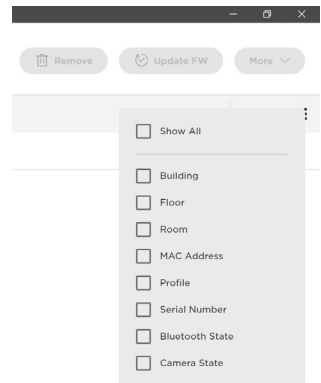 Remove
Update FW
More
Show All
Building
Floor
Room
MAC Address
Profile
Serial Number
Bluetooth State
Camera State